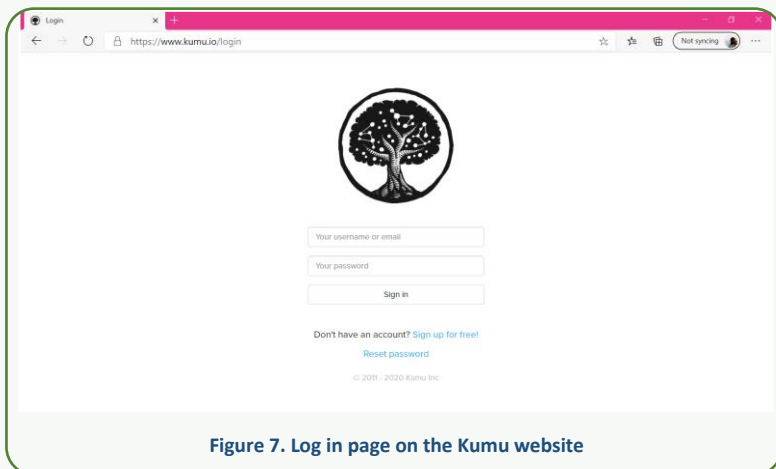 Login
https://www.kumu.io/login
Not syncing
Your username or email
Your password
Sign in
Don't have an account? Sign up for free!
Reset password
© 2011 - 2020 Kumu Inc
Figure 7. Log in page on the Kumu website